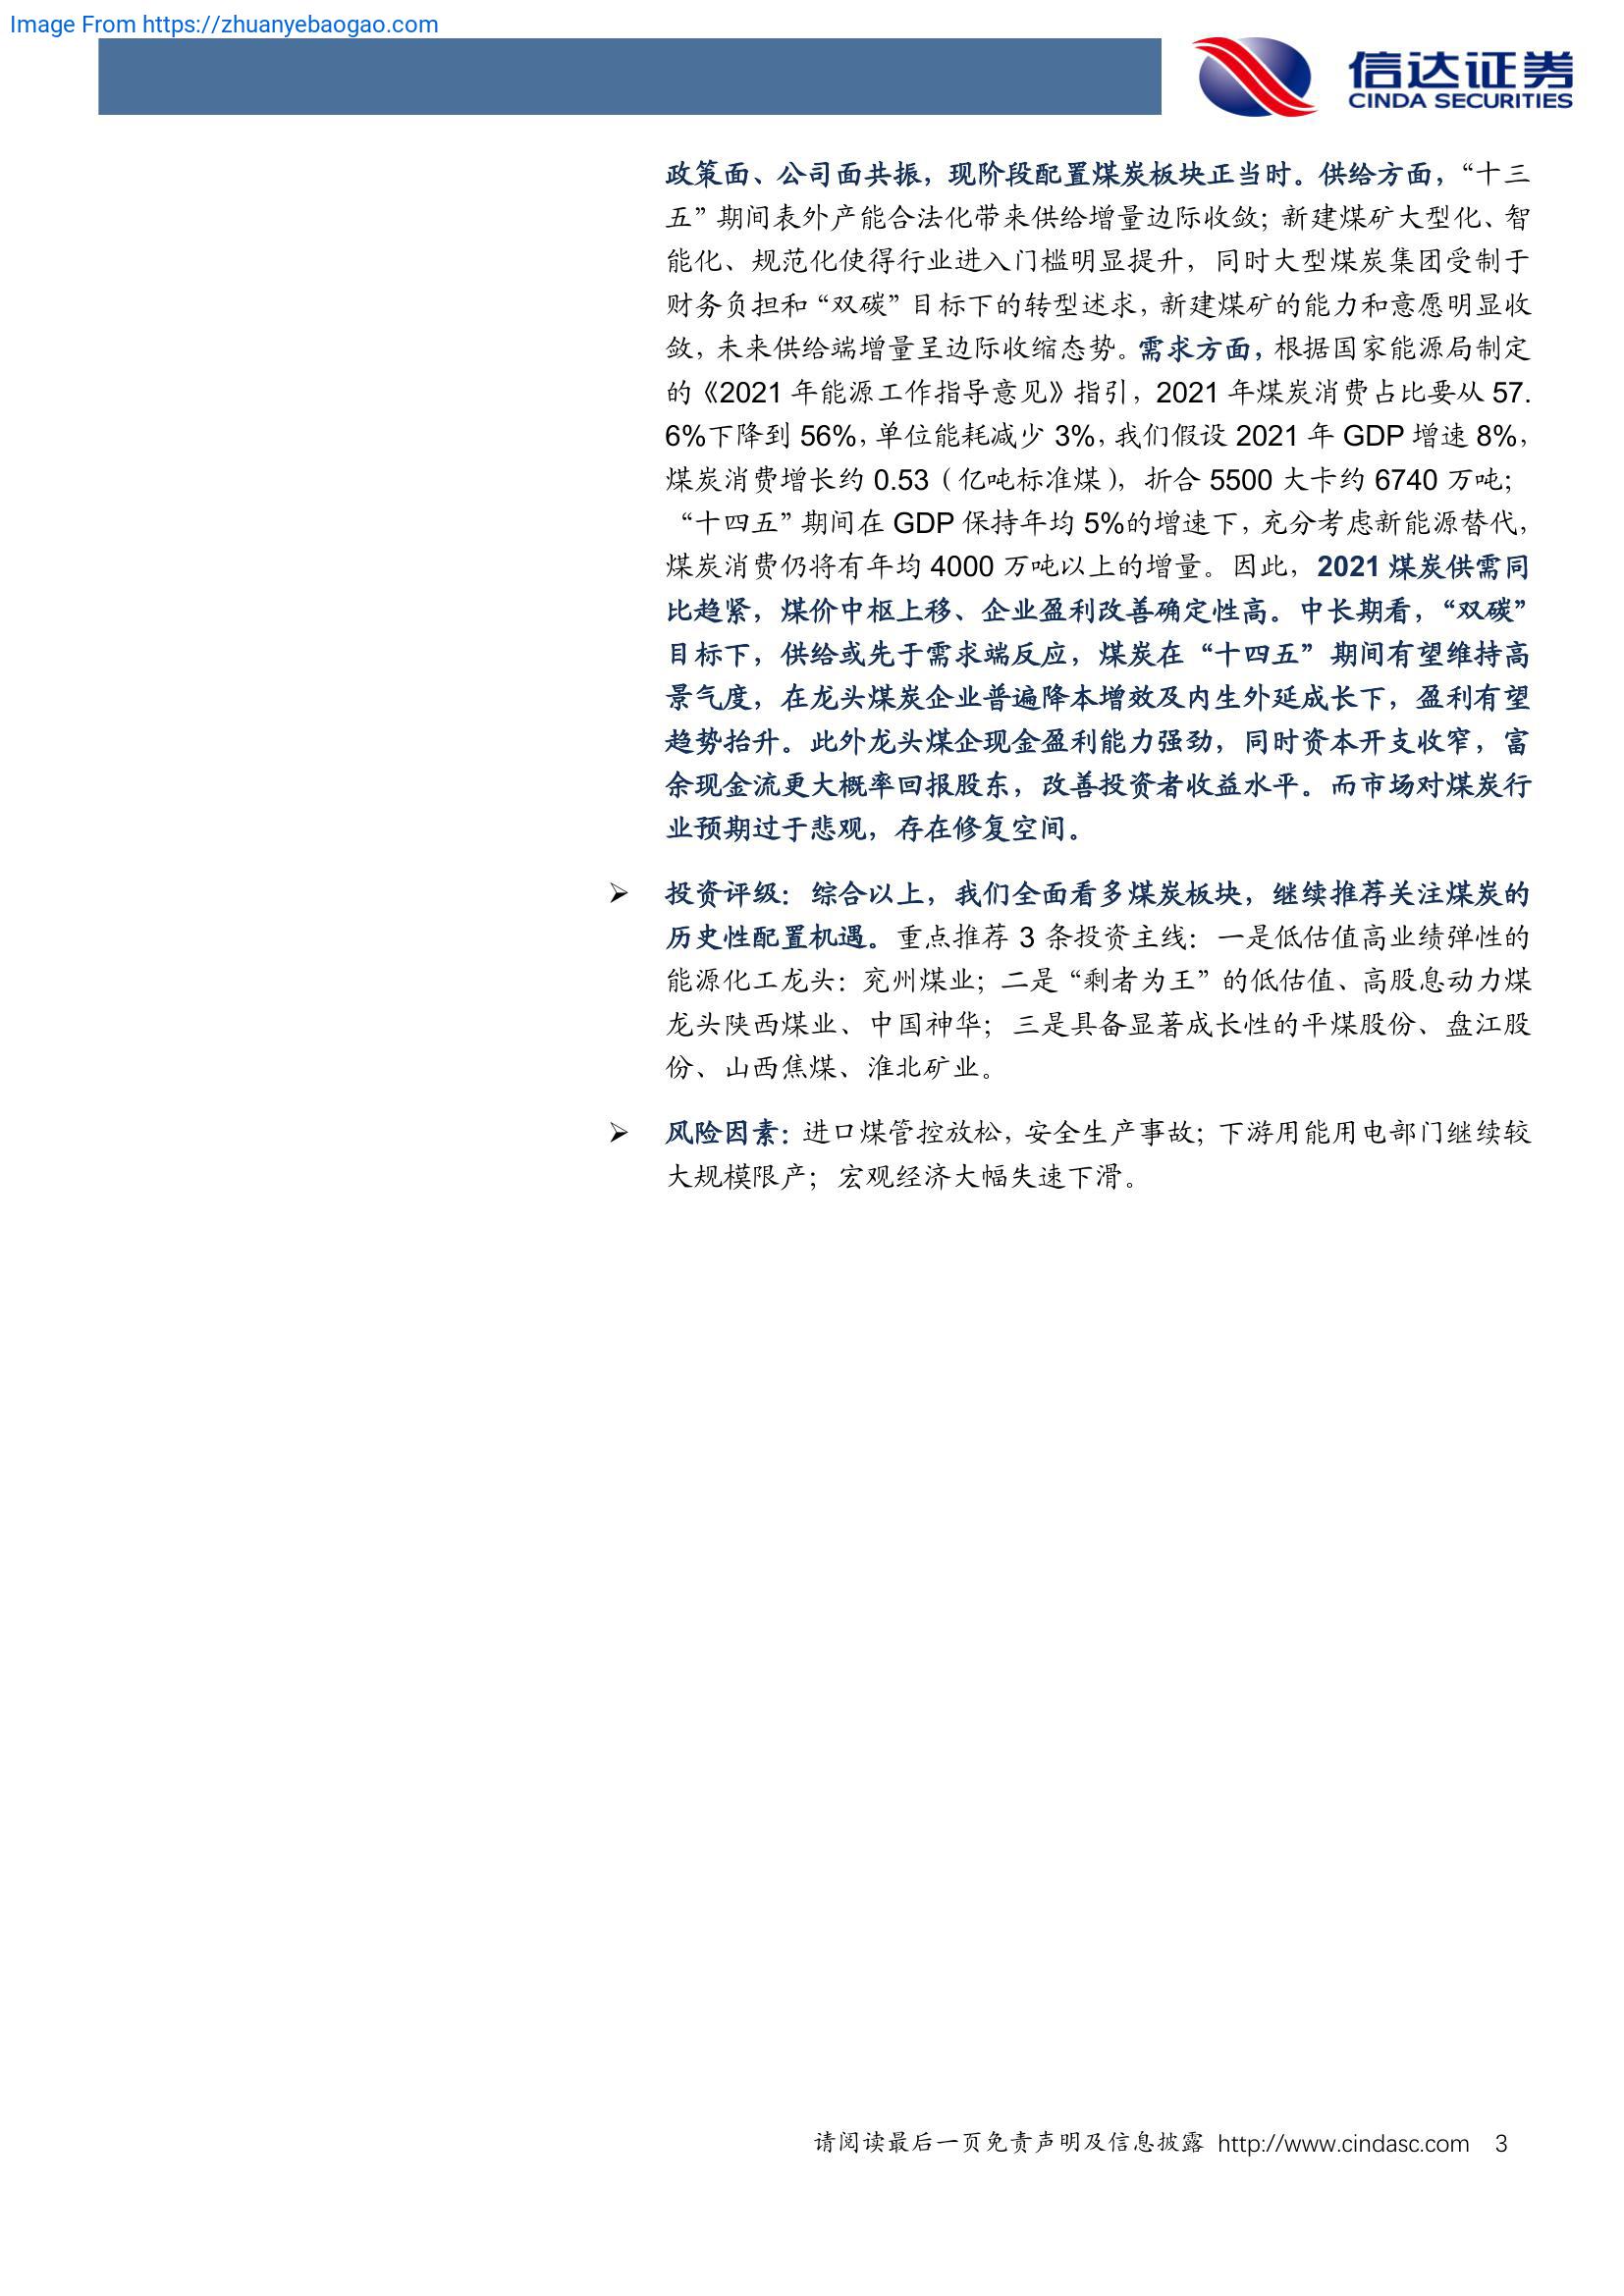 Image From https://zhuanyebaogao.com
信达证券
CINDA SECURITIES
政策面、公司面共振，现阶段配置煤炭板块正当时。供给方面，“十三
五”期间表外产能合法化带来供给增量边际收敛；新建煤矿大型化、智
能化、规范化使得行业进入门槛明显提升，同时大型煤炭集团受制于
财务负担和“双碳”目标下的转型述求，新建煤矿的能力和意愿明显收
敛，未来供给端增量呈边际收缩态势。需求方面，根据国家能源局制定
的《2021 年能源工作指导意见》指引，2021 年煤炭消费占比要从 57.
6%下降到 56%，单位能耗减少 3%，我们假设 2021 年 GDP 增速 8%，
煤炭消费增长约 0.53（亿吨标准煤），折合 5500 大卡约 6740 万吨；
“十四五”期间在 GDP 保持年均 5%的增速下，充分考虑新能源替代，
煤炭消费仍将有年均 4000 万吨以上的增量。因此，2021 煤炭供需同
比趋紧，煤价中枢上移、企业盈利改善确定性高。中长期看，“双碳”
目标下，供给或先于需求端反应，煤炭在“十四五”期间有望维持高
景气度，在龙头煤炭企业普遍降本增效及内生外延成长下，盈利有望
趋势抬升。此外龙头煤企现金盈利能力强劲，同时资本开支收窄，富
余现金流更大概率回报股东，改善投资者收益水平。而市场对煤炭行
业预期过于悲观，存在修复空间。
➢ 投资评级：综合以上，我们全面看多煤炭板块，继续推荐关注煤炭的
历史性配置机遇。重点推荐 3 条投资主线：一是低估值高业绩弹性的
能源化工龙头：兖州煤业；二是“剩者为王”的低估值、高股息动力煤
龙头陕西煤业、中国神华；三是具备显著成长性的平煤股份、盘江股
份、山西焦煤、淮北矿业。
➢ 风险因素：进口煤管控放松，安全生产事故；下游用能用电部门继续较
大规模限产；宏观经济大幅失速下滑。
请阅读最后一页免责声明及信息披露 http://www.cindasc.com 3